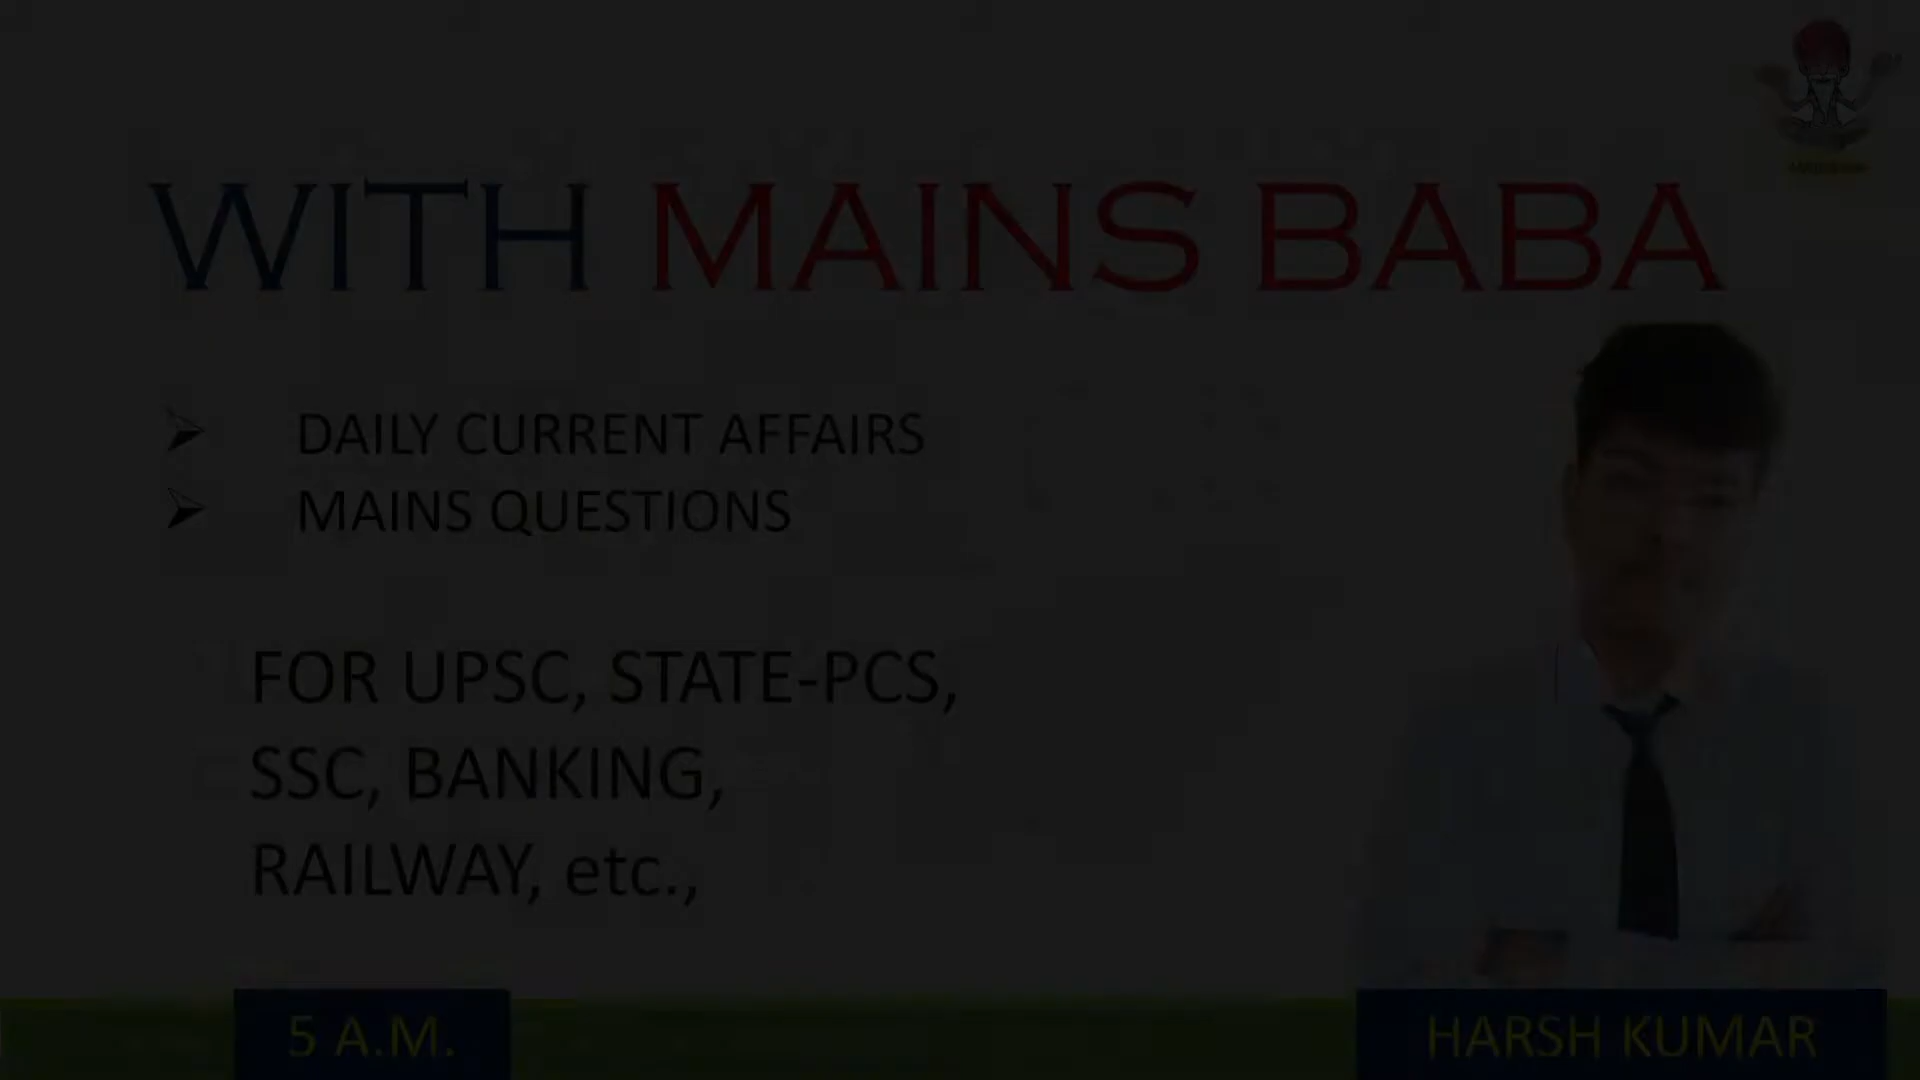 WITH MAINS BABA
DAILY CURRENT AFFAIRS
MAINS QUESTIONS
FOR UPSC, STATE-PCS,
SSC, BANKING,
RAILWAY, etc.,
5 A.M.
HARSH KUMAR